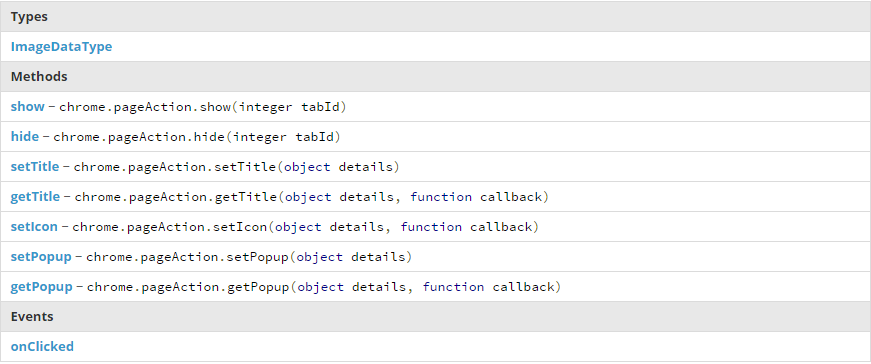 Types
ImageDataType
Methods
show – chrome.pageAction.show(integer tabId)
hide – chrome.pageAction.hide(integer tabId)
setTitle – chrome.pageAction.setTitle(object details)
getTitle – chrome.pageAction.getTitle(object details, function callback)
setIcon – chrome.pageAction.setIcon(object details, function callback)
setPopup – chrome.pageAction.setPopup(object details)
getPopup – chrome.pageAction.getPopup(object details, function callback)
Events
onClicked